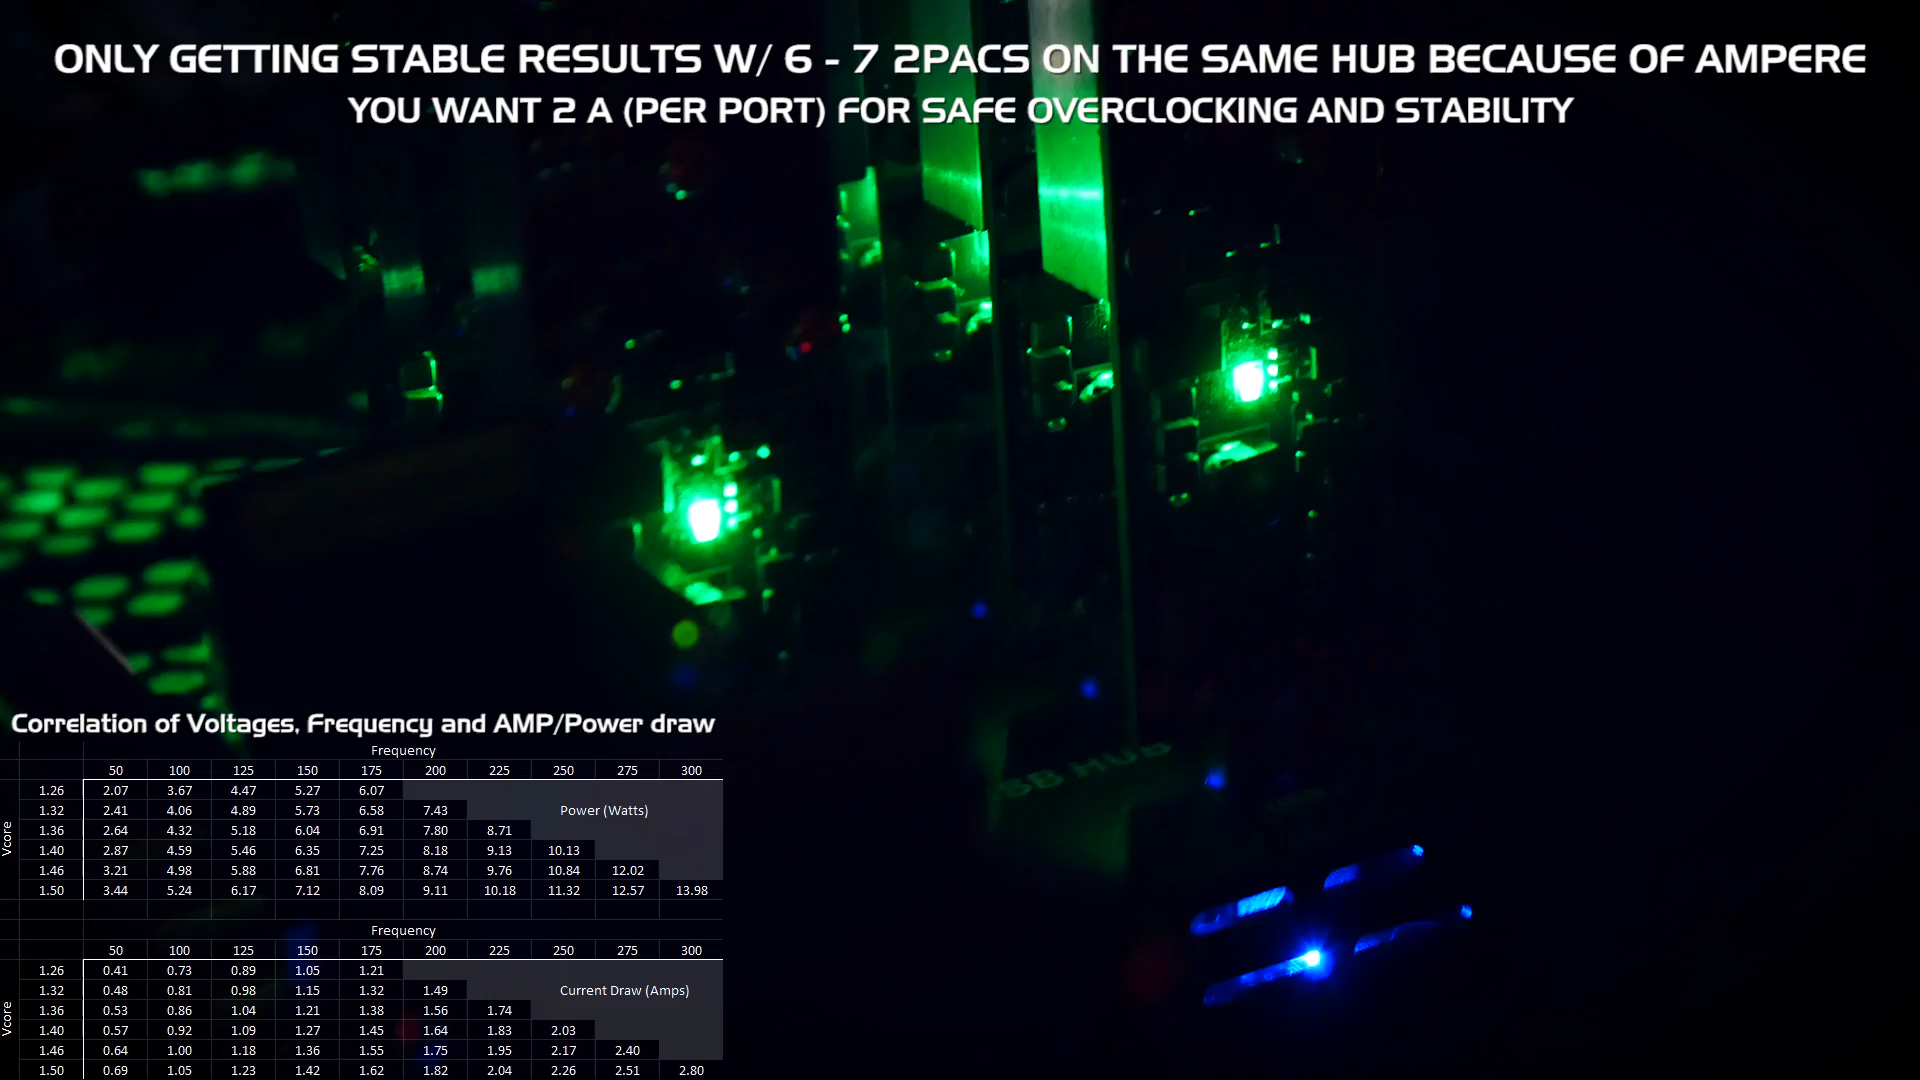 ONLY GETTING STABLE RESULTS W/ 6 - 7 2PACS ON THE SAME HUB BECAUSE OF AMPERE
YOU WANT 2 A (PER PORT) FOR SAFE OVERCLOCKING AND STABILITY
SB HUB
Correlation of Voltages, Frequency and AMP/Power draw
Frequency
50 100 125 150 175 200 225 250 275 300
Vcore
1.26 2.07 3.67 4.47 5.27 6.07
1.32 2.41 4.06 4.89 5.73 6.58 7.43 Power (Watts)
1.36 2.64 4.32 5.18 6.04 6.91 7.80 8.71
1.40 2.87 4.59 5.46 6.35 7.25 8.18 9.13 10.13
1.46 3.21 4.98 5.88 6.81 7.76 8.74 9.76 10.84 12.02
1.50 3.44 5.24 6.17 7.12 8.09 9.11 10.18 11.32 12.57 13.98
Frequency
50 100 125 150 175 200 225 250 275 300
Vcore
1.26 0.41 0.73 0.89 1.05 1.21
1.32 0.48 0.81 0.98 1.15 1.32 1.49 Current Draw (Amps)
1.36 0.53 0.86 1.04 1.21 1.38 1.56 1.74
1.40 0.57 0.92 1.09 1.27 1.45 1.64 1.83 2.03
1.46 0.64 1.00 1.18 1.36 1.55 1.75 1.95 2.17 2.40
1.50 0.69 1.05 1.23 1.42 1.62 1.82 2.04 2.26 2.51 2.80